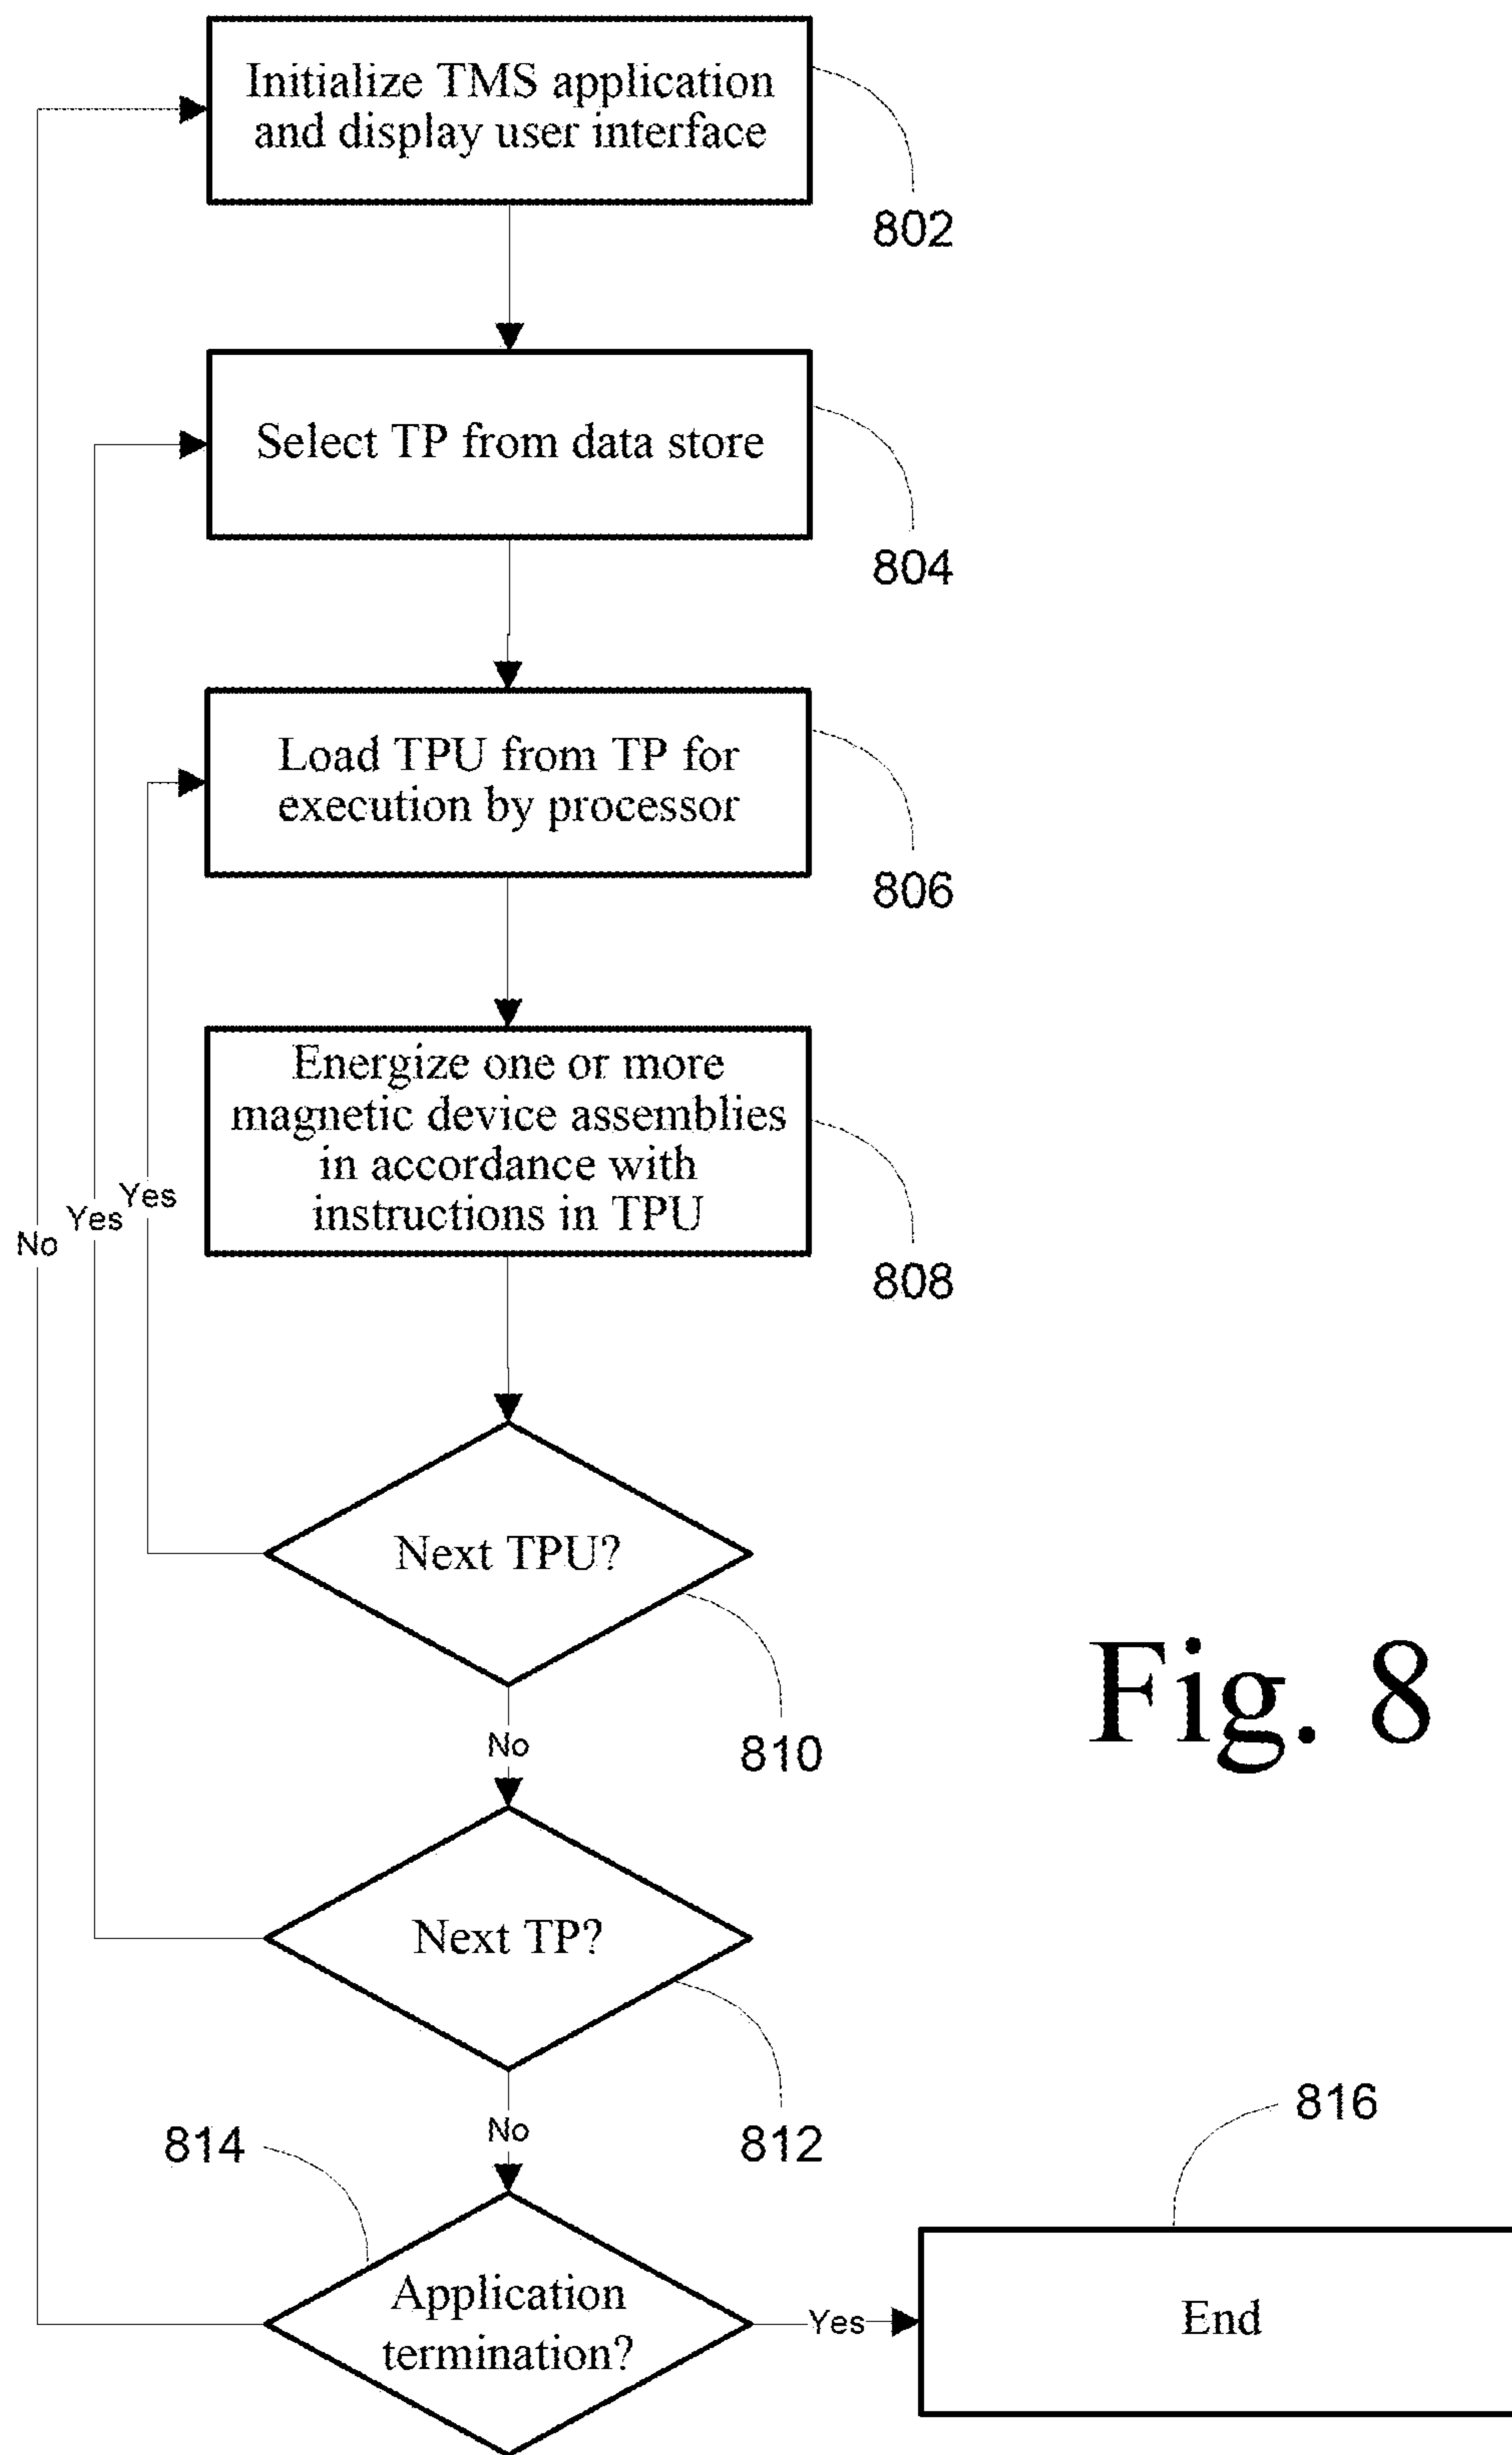 Initialize TMS application
and display user interface
802
Select TP from data store
804
Load TPU from TP for
execution by processor
806
Energize one or more
magnetic device assemblies
in accordance with
instructions in TPU
808
Yes
Yes
No
Next TPU?
810
No
Fig. 8
Next TP?
812
No
814
816
Application
termination?
Yes
End